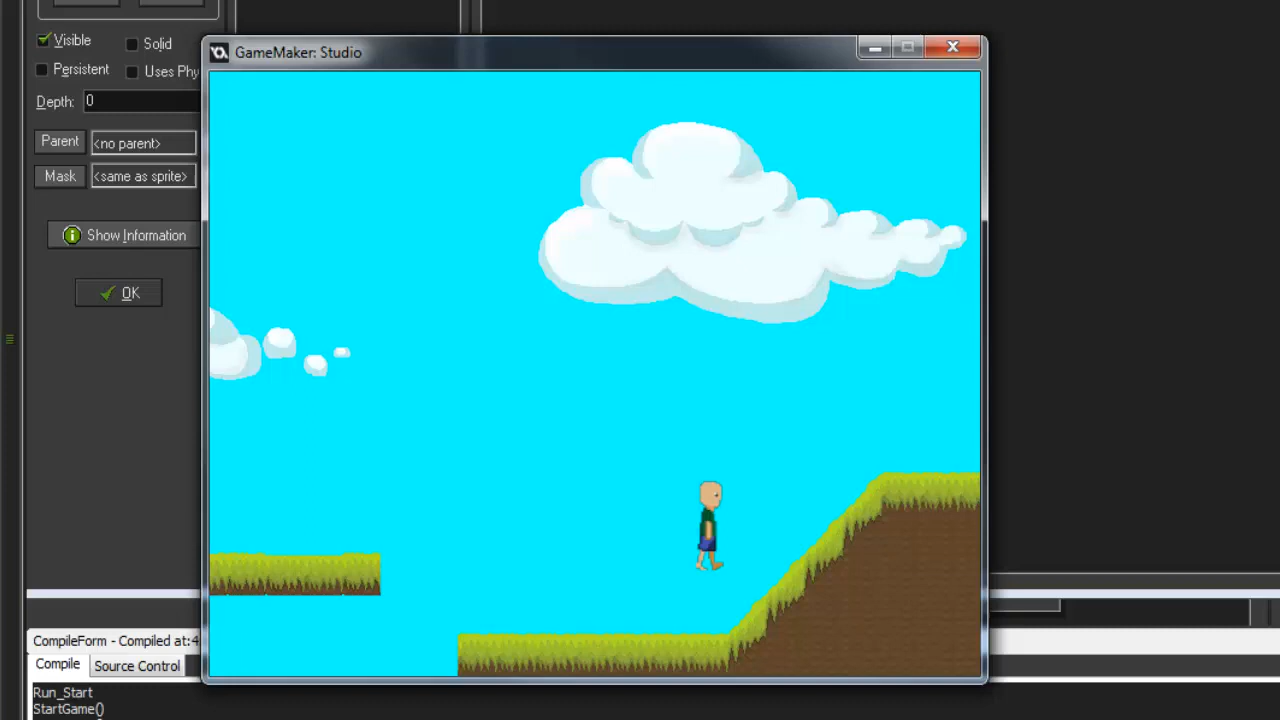 Visible
Solid
Persistent
Uses Phy
Depth: 0
Parent <no parent>
Mask <same as sprite>
Show Information
OK
GameMaker: Studio
CompileForm - Compiled at:4
Compile Source Control
Run_Start
StartGame()